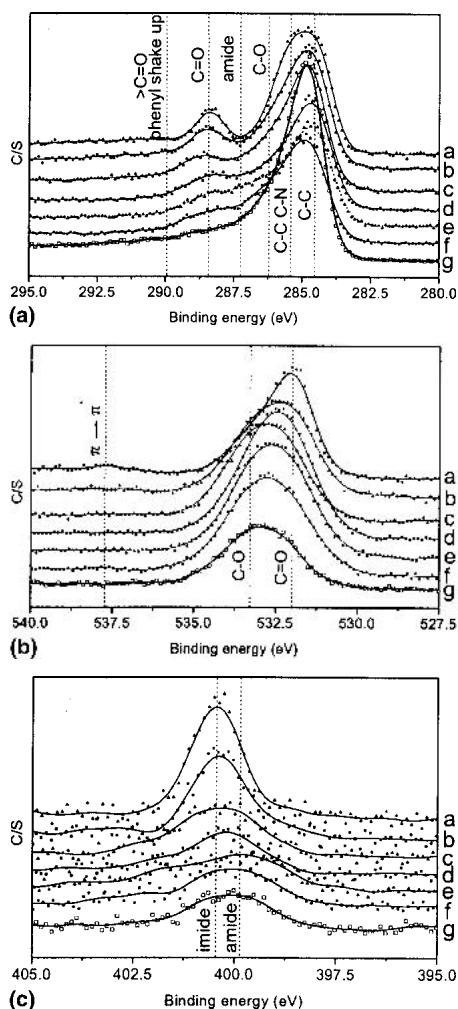 >C=O
phenyl shake up
C=O
amide
C-O
C-C C-N
C-C
C/S
a
b
c
d
e
f
g
295.0 292.5 290.0 287.5 285.0 282.5 280.0
(a) Binding energy (eV)
π — π
C-O
C=O
C/S
a
b
c
d
e
f
g
540.0 537.5 535.0 532.5 530.0 527.5
(b) Binding energy (eV)
imide
amide
C/S
a
b
c
d
e
f
g
405.0 402.5 400.0 397.5 395.0
(c) Binding energy (eV)